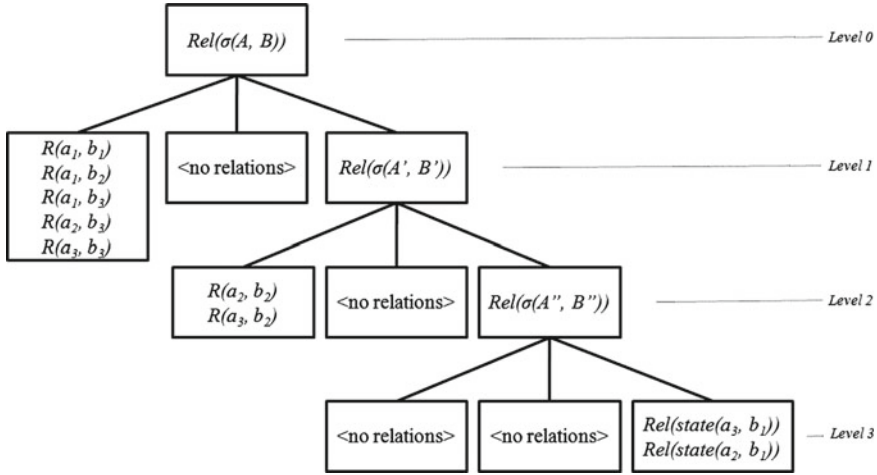 Rel(σ(A, B))
Level 0
R(a₁, b₁)
R(a₁, b₂)
R(a₁, b₃)
R(a₂, b₃)
R(a₃, b₃)
<no relations>
Rel(σ(A’, B’))
Level 1
R(a₂, b₂)
R(a₃, b₂)
<no relations>
Rel(σ(A’’, B’’))
Level 2
<no relations>
<no relations>
Rel(state(a₃, b₁))
Rel(state(a₂, b₁))
Level 3